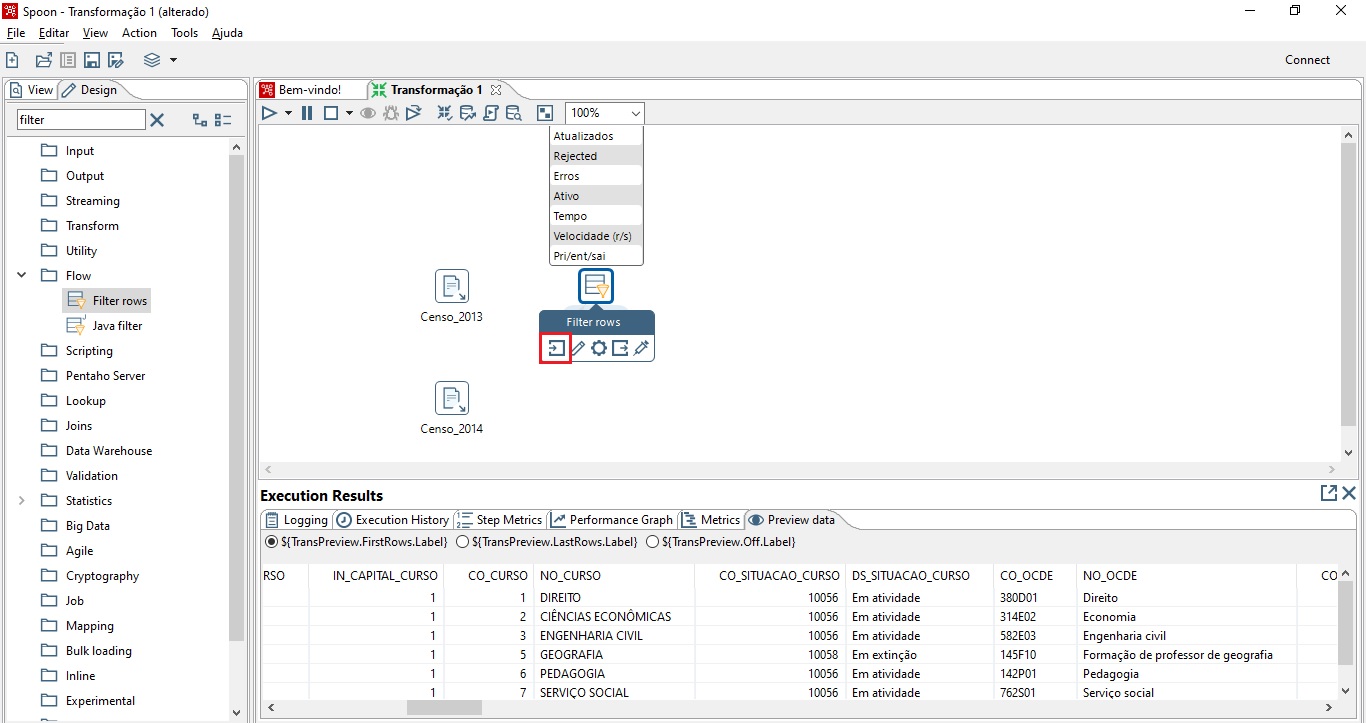 Spoon - Transformação 1 (alterado)
File Editar View Action Tools Ajuda
Connect
View Design
Bem-vindo! Transformação 1
filter
100%
Input
Output
Streaming
Transform
Utility
Flow
Filter rows
Java filter
Scripting
Pentaho Server
Lookup
Joins
Data Warehouse
Validation
Statistics
Big Data
Agile
Cryptography
Job
Mapping
Bulk loading
Inline
Experimental
Atualizados
Rejected
Erros
Ativo
Tempo
Velocidade (r/s)
Pri/ent/sai
Censo_2013
Filter rows
Censo_2014
Execution Results
Logging Execution History Step Metrics Performance Graph Metrics Preview data
${TransPreview.FirstRows.Label} ${TransPreview.LastRows.Label} ${TransPreview.Off.Label}
RSO IN_CAPITAL_CURSO CO_CURSO NO_CURSO CO_SITUACAO_CURSO DS_SITUACAO_CURSO CO_OCDE NO_OCDE CO
1 1 DIREITO 10056 Em atividade 380D01 Direito
1 2 CIÊNCIAS ECONÔMICAS 10056 Em atividade 314E02 Economia
1 3 ENGENHARIA CIVIL 10056 Em atividade 582E03 Engenharia civil
1 5 GEOGRAFIA 10058 Em extinção 145F10 Formação de professor de geografia
1 6 PEDAGOGIA 10056 Em atividade 142P01 Pedagogia
1 7 SERVIÇO SOCIAL 10056 Em atividade 762S01 Serviço social